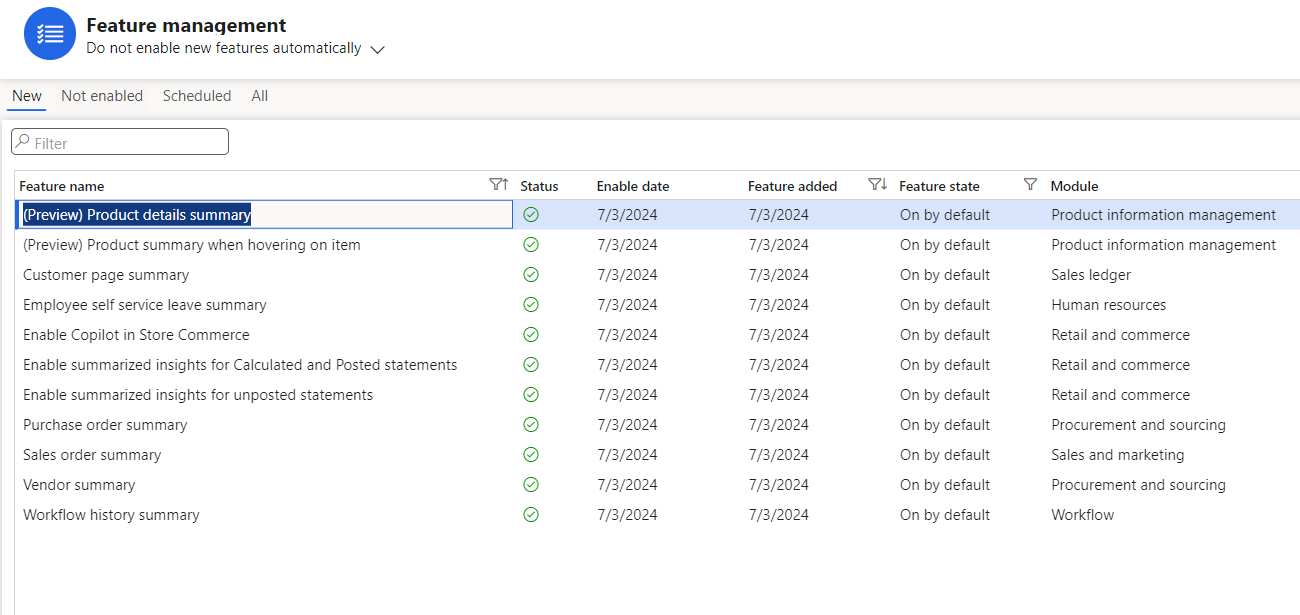 Feature management
Do not enable new features automatically
New Not enabled Scheduled All
Filter
Feature name Status Enable date Feature added Feature state Module
(Preview) Product details summary 7/3/2024 7/3/2024 On by default Product information management
(Preview) Product summary when hovering on item 7/3/2024 7/3/2024 On by default Product information management
Customer page summary 7/3/2024 7/3/2024 On by default Sales ledger
Employee self service leave summary 7/3/2024 7/3/2024 On by default Human resources
Enable Copilot in Store Commerce 7/3/2024 7/3/2024 On by default Retail and commerce
Enable summarized insights for Calculated and Posted statements 7/3/2024 7/3/2024 On by default Retail and commerce
Enable summarized insights for unposted statements 7/3/2024 7/3/2024 On by default Retail and commerce
Purchase order summary 7/3/2024 7/3/2024 On by default Procurement and sourcing
Sales order summary 7/3/2024 7/3/2024 On by default Sales and marketing
Vendor summary 7/3/2024 7/3/2024 On by default Procurement and sourcing
Workflow history summary 7/3/2024 7/3/2024 On by default Workflow